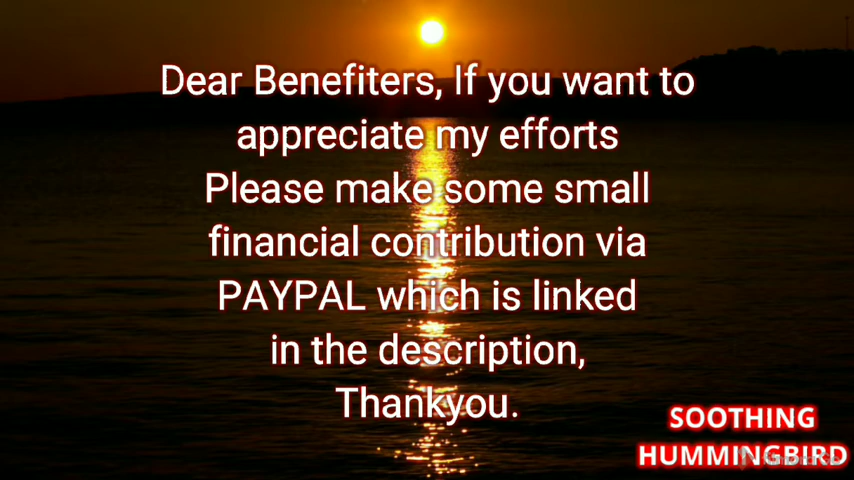 Dear Benefiters, If you want to
appreciate my efforts
Please make some small
financial contribution via
PAYPAL which is linked
in the description,
Thankyou.
SOOTHING
HUMMINGBIRD